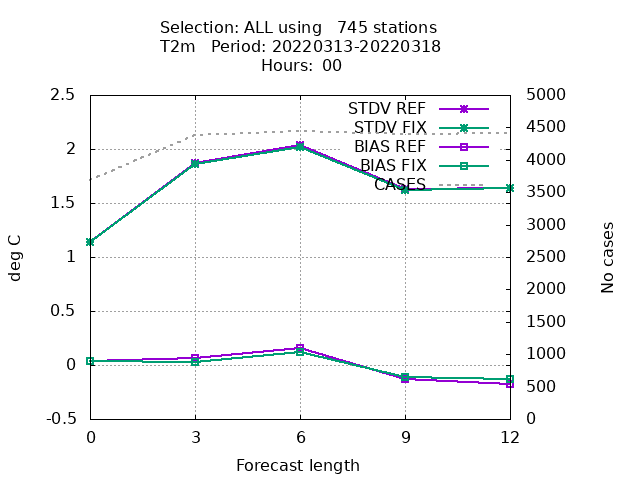 Selection: ALL using   745 stations
T2m   Period: 20220313-20220318
Hours: 00
2.5
2
1.5
1
0.5
0
-0.5
5000
4500
4000
3500
3000
2500
2000
1500
1000
500
0
STDV REF
STDV FIX
BIAS REF
BIAS FIX
CASES
deg C
No cases
0 3 6 9 12
Forecast length